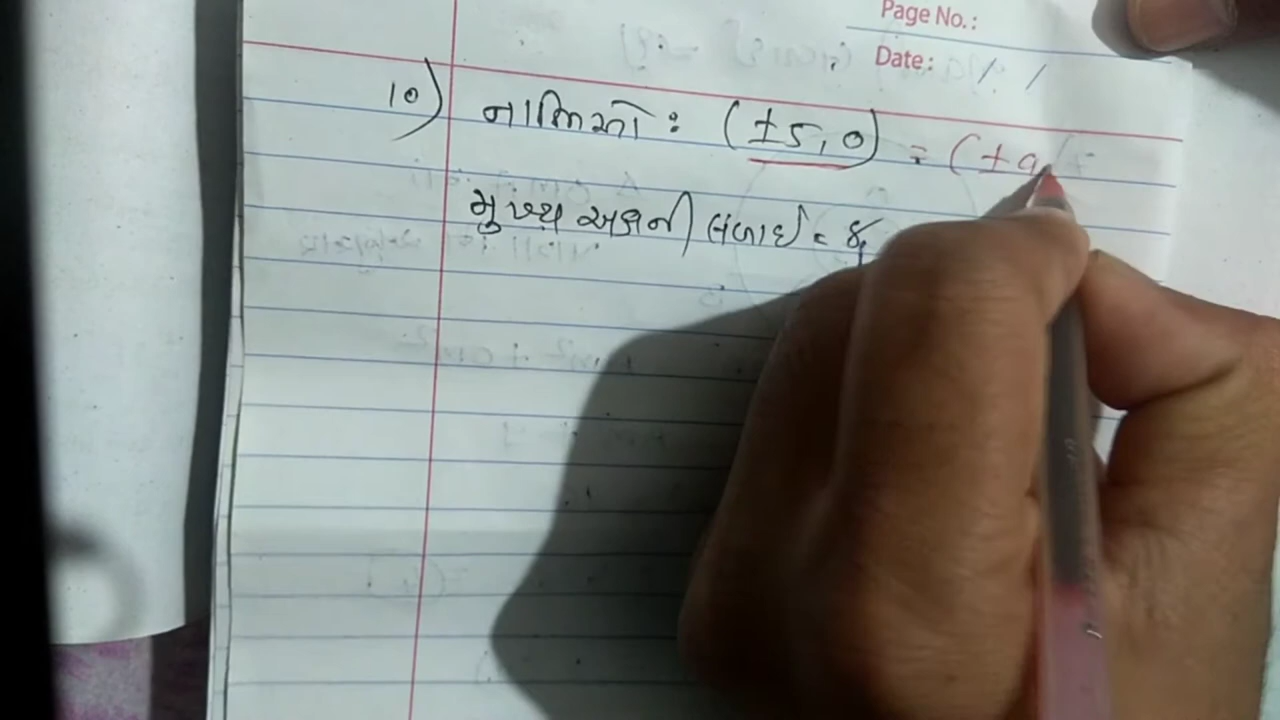 Page No.:
Date: / /
10) નાભિઓ : (±5, 0) = (±a
મુખ્ય અક્ષની લંબાઈ = 8,